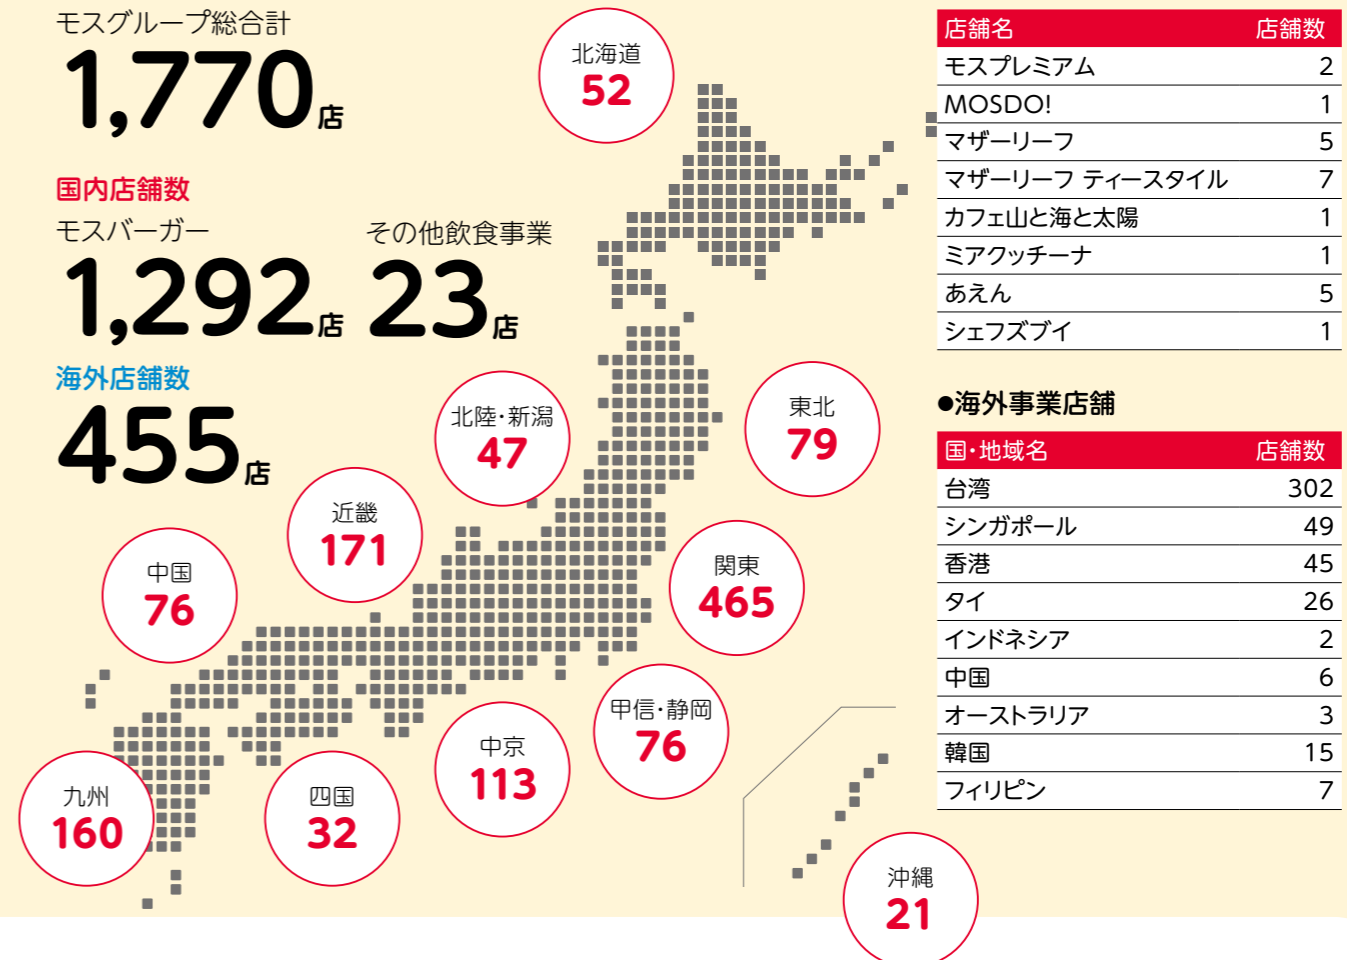 モスグループ総合計
1,770店
国内店舗数
モスバーガー
1,292店
その他飲食事業
23店
海外店舗数
455店
北海道
52
東北
79
北陸・新潟
47
近畿
171
中国
76
関東
465
甲信・静岡
76
中京
113
四国
32
九州
160
沖縄
21
店舗名 店舗数
モスプレミアム 2
MOSDO! 1
マザーリーフ 5
マザーリーフ ティースタイル 7
カフェ山と海と太陽 1
ミアクッチーナ 1
あえん 5
シェフズブイ 1
●海外事業店舗
国・地域名 店舗数
台湾 302
シンガポール 49
香港 45
タイ 26
インドネシア 2
中国 6
オーストラリア 3
韓国 15
フィリピン 7